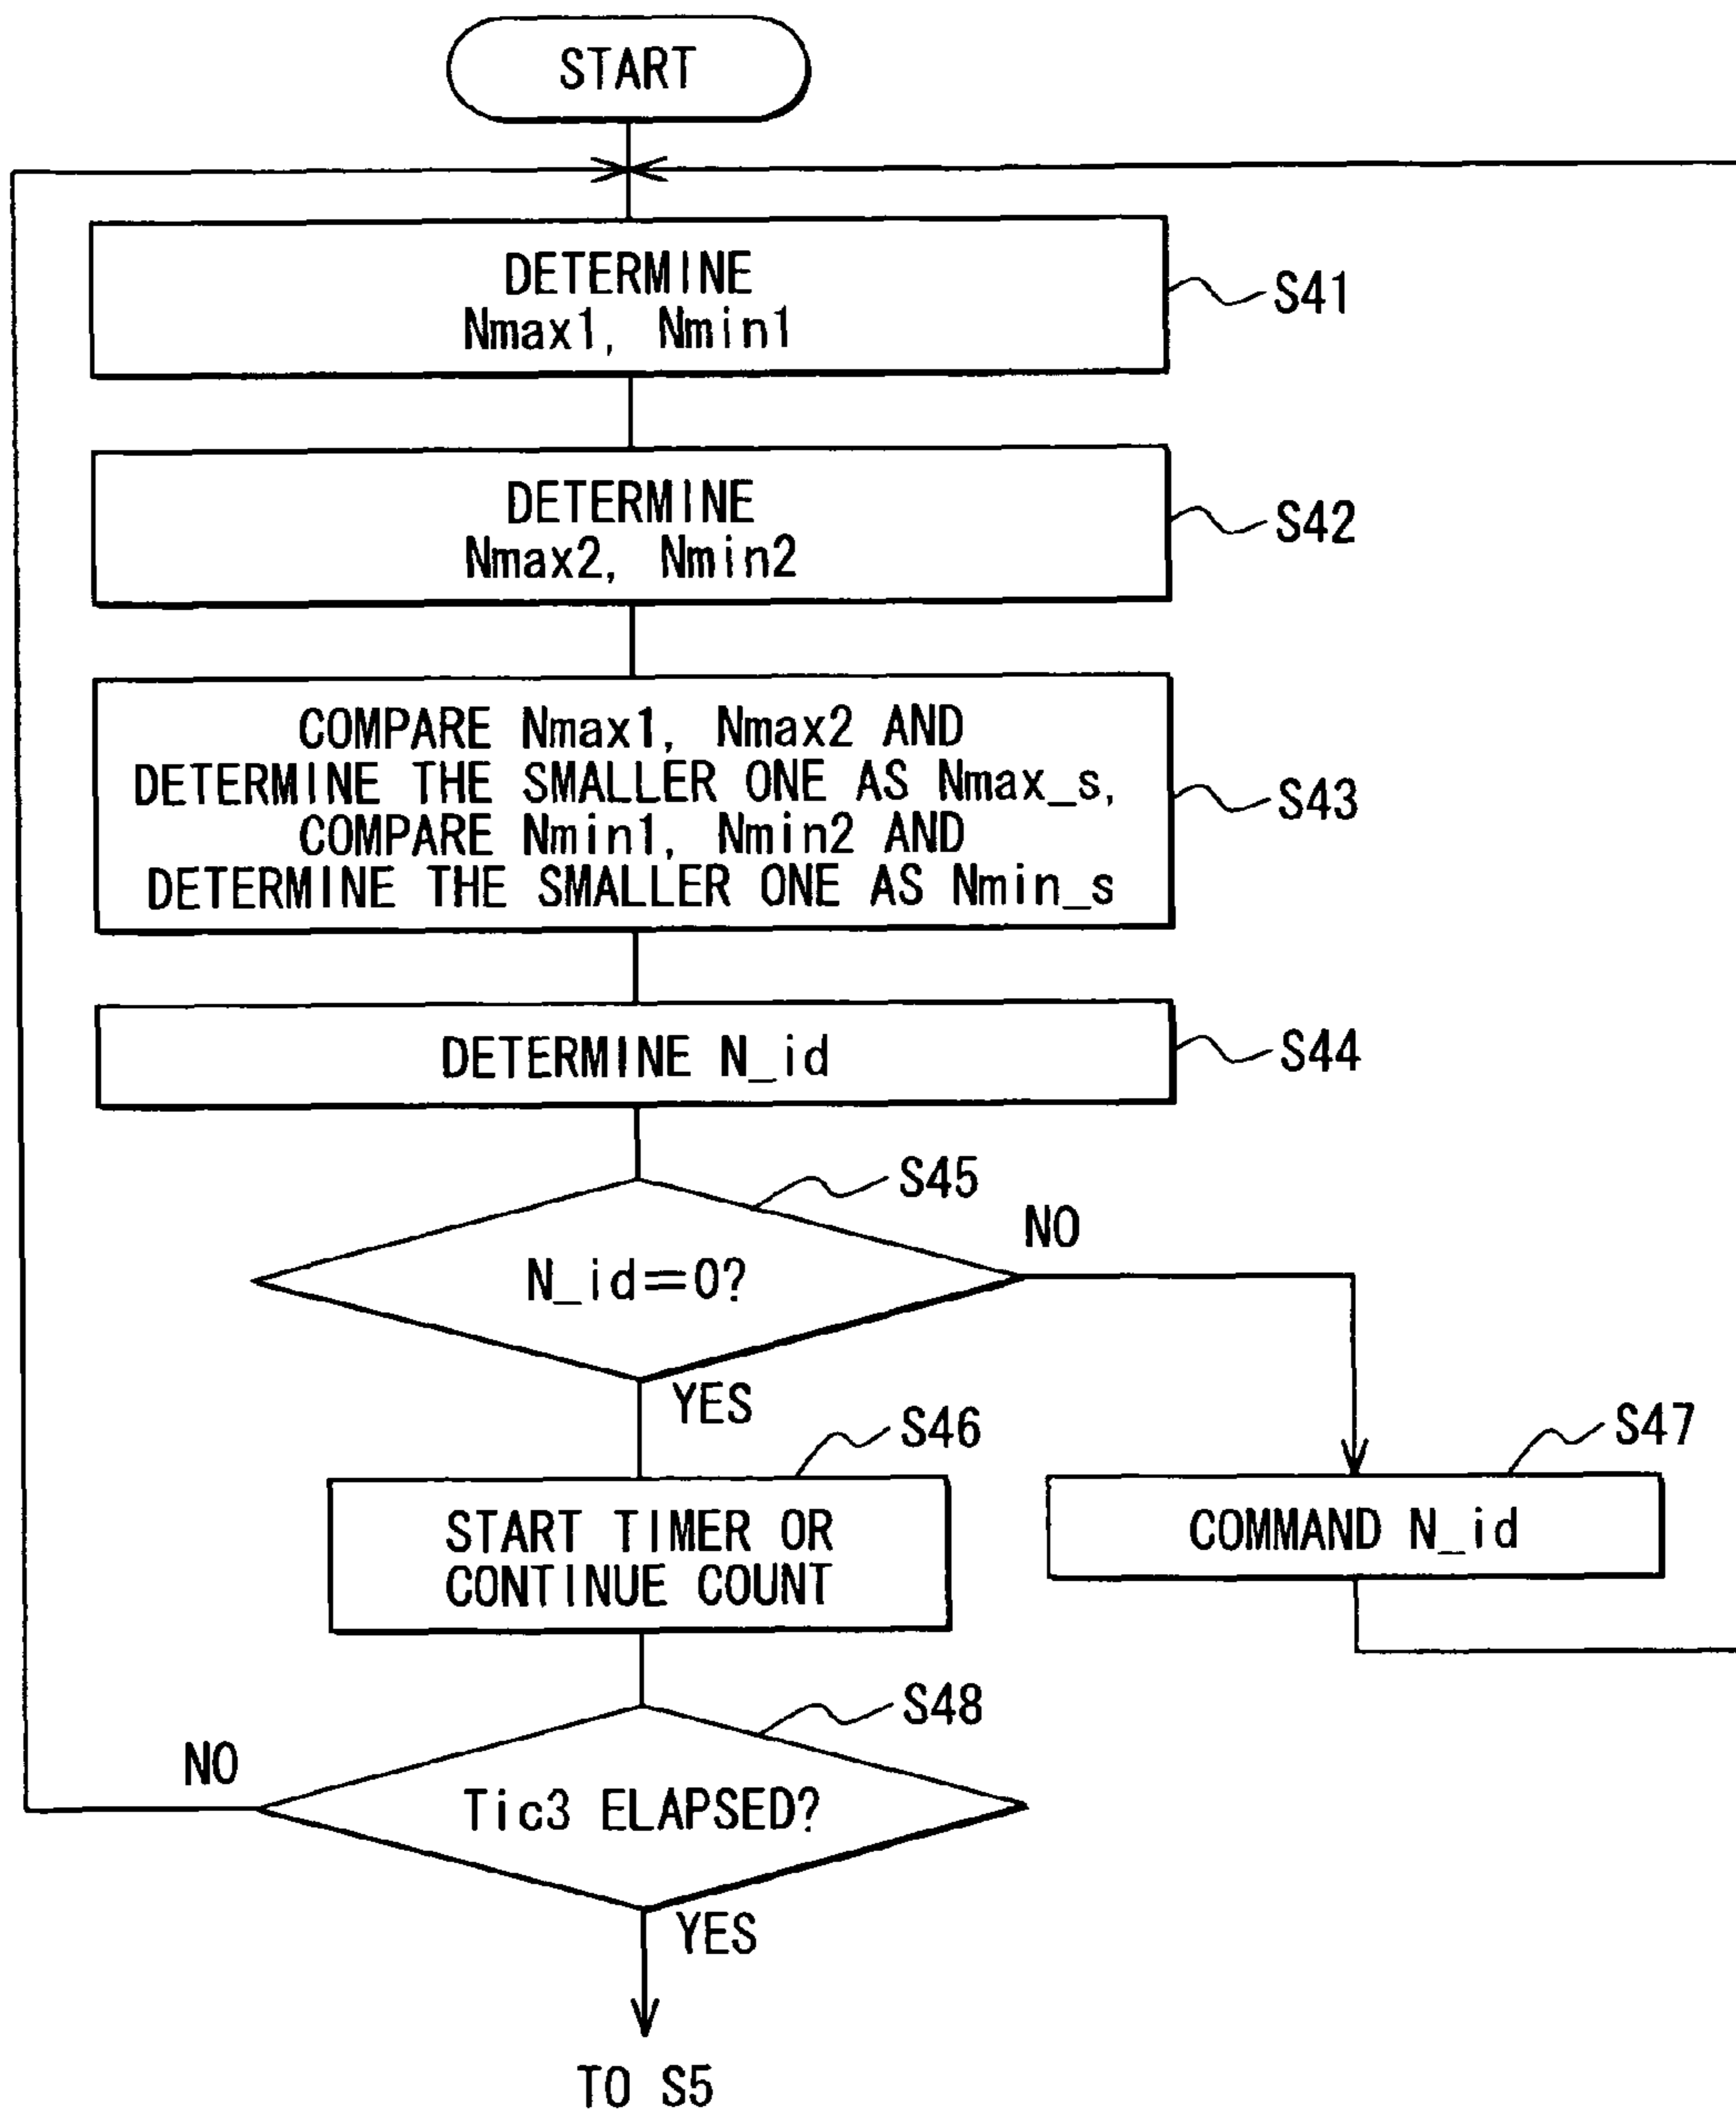 START
DETERMINE
Nmax1, Nmin1
S41
DETERMINE
Nmax2, Nmin2
S42
COMPARE Nmax1, Nmax2 AND
DETERMINE THE SMALLER ONE AS Nmax_s,
COMPARE Nmin1, Nmin2 AND
DETERMINE THE SMALLER ONE AS Nmin_s
S43
DETERMINE N_id
S44
S45
N_id=0?
NO
YES
S46
START TIMER OR
CONTINUE COUNT
S47
COMMAND N_id
S48
NO
Tic3 ELAPSED?
YES
TO S5